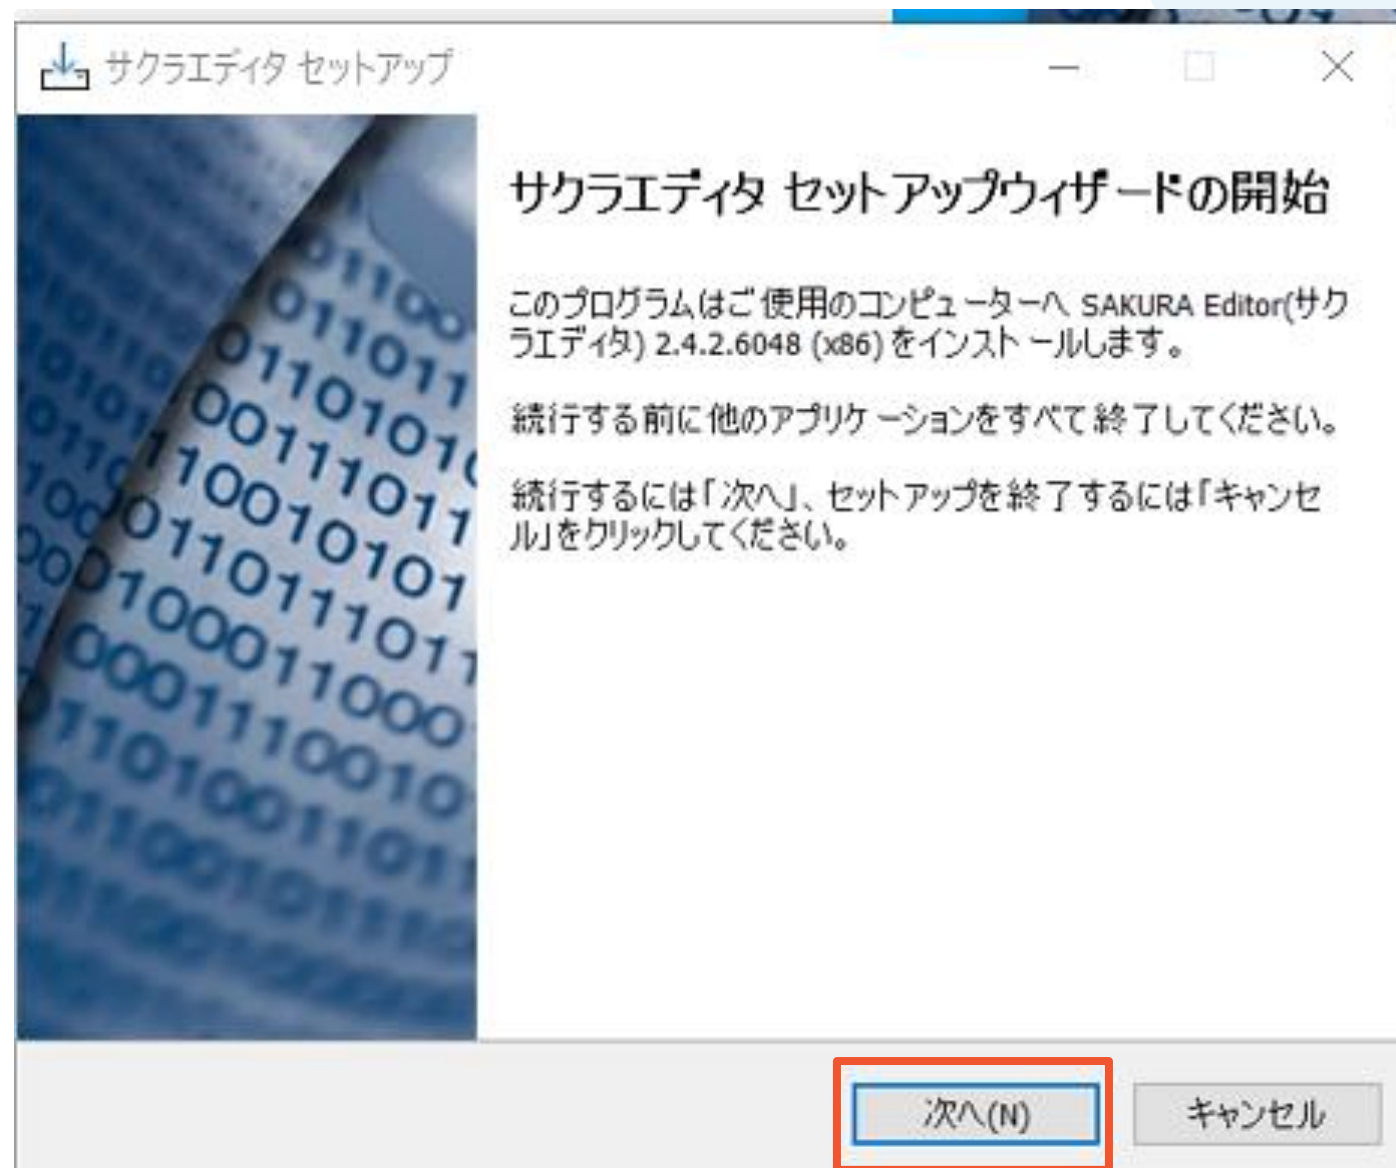 サクラエディタ セットアップ
サクラエディタ セットアップウィザードの開始
このプログラムはご使用のコンピューターへ SAKURA Editor(サク
ラエディタ) 2.4.2.6048 (x86) をインストールします。
続行する前に他のアプリケーションをすべて終了してください。
続行するには「次へ」、セットアップを終了するには「キャンセ
ル」をクリックしてください。
01100
011011
01101010
001110101
110011101
100101011
011010101
次へ(N)
キャンセル